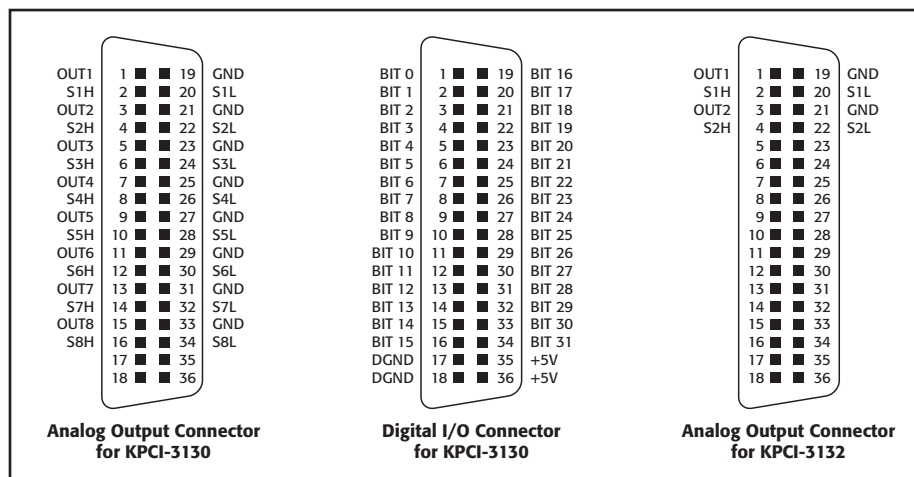 OUT1 1 19 GND
S1H 2 20 S1L
OUT2 3 21 GND
S2H 4 22 S2L
OUT3 5 23 GND
S3H 6 24 S3L
OUT4 7 25 GND
S4H 8 26 S4L
OUT5 9 27 GND
S5H 10 28 S5L
OUT6 11 29 GND
S6H 12 30 S6L
OUT7 13 31 GND
S7H 14 32 S7L
OUT8 15 33 GND
S8H 16 34 S8L
17 35
18 36
Analog Output Connector
for KPCI-3130
BIT 0 1 19 BIT 16
BIT 1 2 20 BIT 17
BIT 2 3 21 BIT 18
BIT 3 4 22 BIT 19
BIT 4 5 23 BIT 20
BIT 5 6 24 BIT 21
BIT 6 7 25 BIT 22
BIT 7 8 26 BIT 23
BIT 8 9 27 BIT 24
BIT 9 10 28 BIT 25
BIT 10 11 29 BIT 26
BIT 11 12 30 BIT 27
BIT 12 13 31 BIT 28
BIT 13 14 32 BIT 29
BIT 14 15 33 BIT 30
BIT 15 16 34 BIT 31
DGND 17 35 +5V
DGND 18 36 +5V
Digital I/O Connector
for KPCI-3130
OUT1 1 19 GND
S1H 2 20 S1L
OUT2 3 21 GND
S2H 4 22 S2L
5 23
6 24
7 25
8 26
9 27
10 28
11 29
12 30
13 31
14 32
15 33
16 34
17 35
18 36
Analog Output Connector
for KPCI-3132